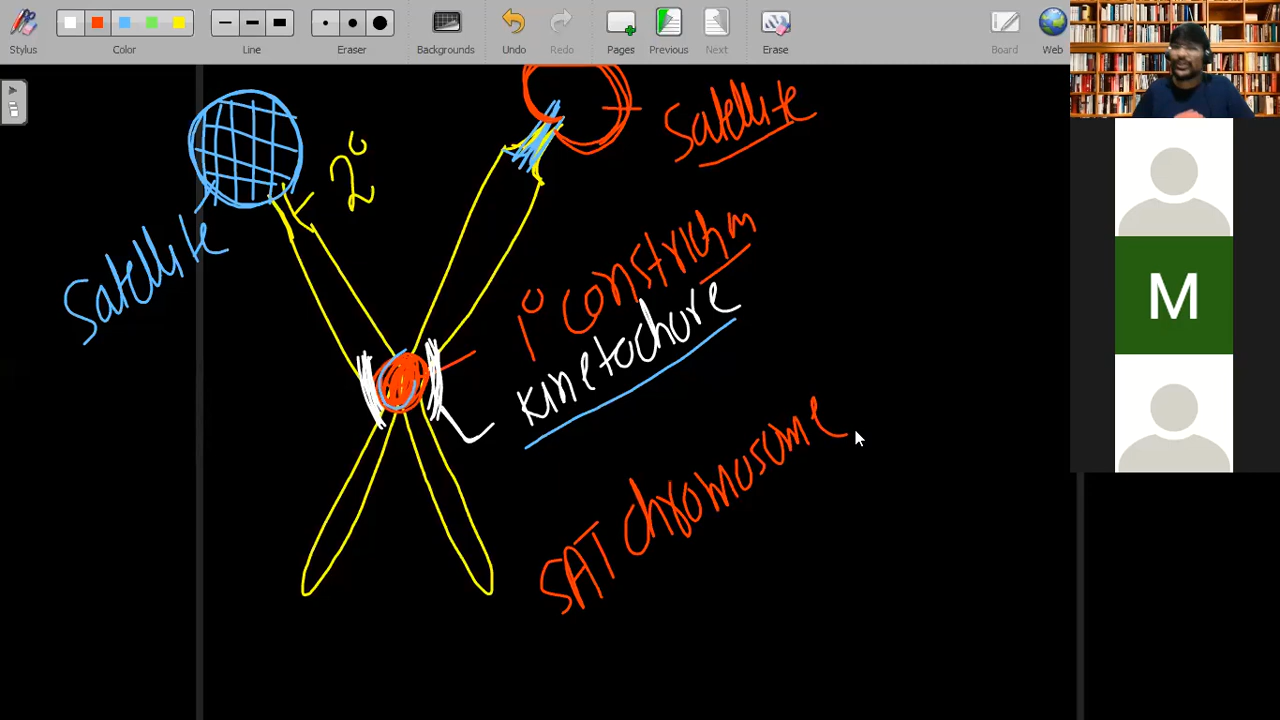 Stylus
Color
Line
Eraser
Backgrounds
Undo
Redo
Pages
Previous
Next
Erase
Board
Web
Satellite
2°
Satellite
1° constrichn
kinetochore
SAT chromosome
M